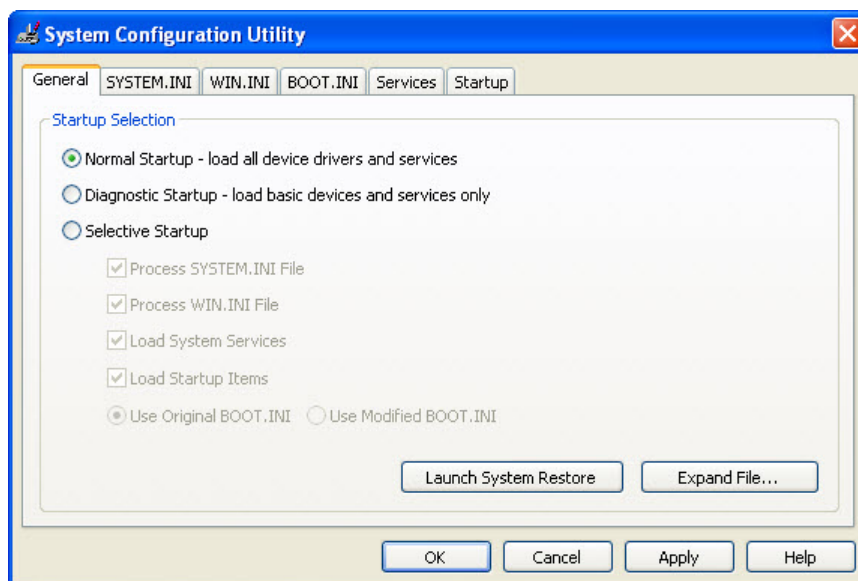 System Configuration Utility
General SYSTEM.INI WIN.INI BOOT.INI Services Startup
Startup Selection
Normal Startup - load all device drivers and services
Diagnostic Startup - load basic devices and services only
Selective Startup
Process SYSTEM.INI File
Process WIN.INI File
Load System Services
Load Startup Items
Use Original BOOT.INI Use Modified BOOT.INI
Launch System Restore Expand File...
OK Cancel Apply Help